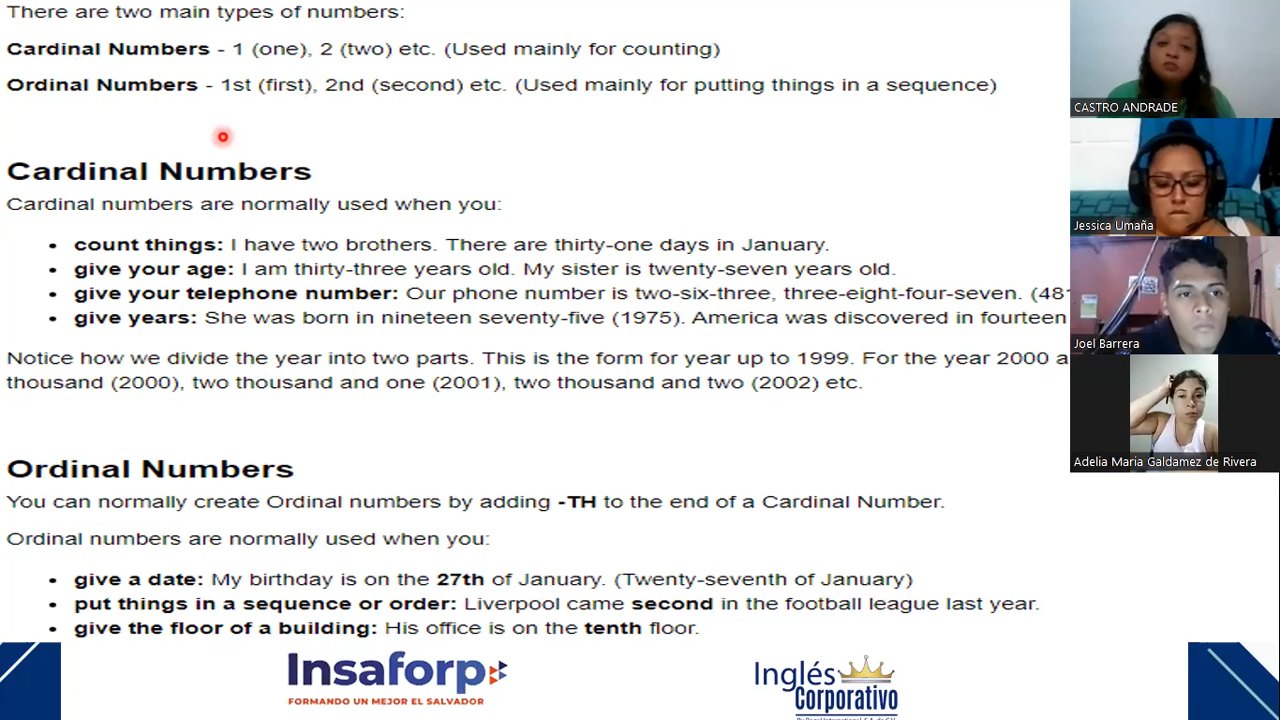 There are two main types of numbers:
Cardinal Numbers - 1 (one), 2 (two) etc. (Used mainly for counting)
Ordinal Numbers - 1st (first), 2nd (second) etc. (Used mainly for putting things in a sequence)
Cardinal Numbers
Cardinal numbers are normally used when you:
• count things: I have two brothers. There are thirty-one days in January.
• give your age: I am thirty-three years old. My sister is twenty-seven years old.
• give your telephone number: Our phone number is two-six-three, three-eight-four-seven. (48
• give years: She was born in nineteen seventy-five (1975). America was discovered in fourteen
Notice how we divide the year into two parts. This is the form for year up to 1999. For the year 2000 a
thousand (2000), two thousand and one (2001), two thousand and two (2002) etc.
Ordinal Numbers
You can normally create Ordinal numbers by adding -TH to the end of a Cardinal Number.
Ordinal numbers are normally used when you:
• give a date: My birthday is on the 27th of January. (Twenty-seventh of January)
• put things in a sequence or order: Liverpool came second in the football league last year.
• give the floor of a building: His office is on the tenth floor.
Insaforp
FORMANDO UN MEJOR EL SALVADOR
Inglés
Corporativo
CASTRO ANDRADE
Jessica Umaña
Joel Barrera
Adelia Maria Galdamez de Rivera